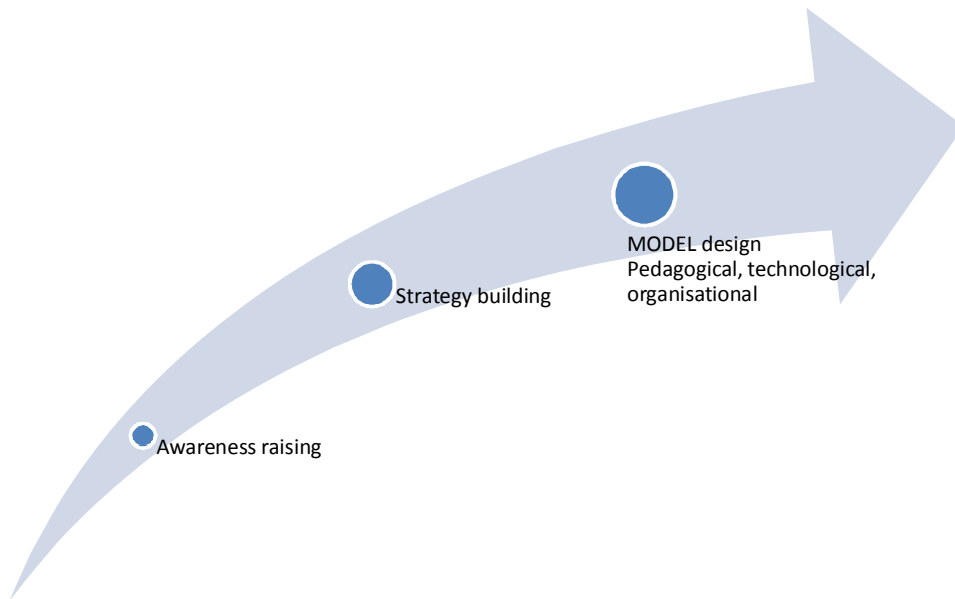 MODEL design
Pedagogical, technological,
organisational
Strategy building
Awareness raising